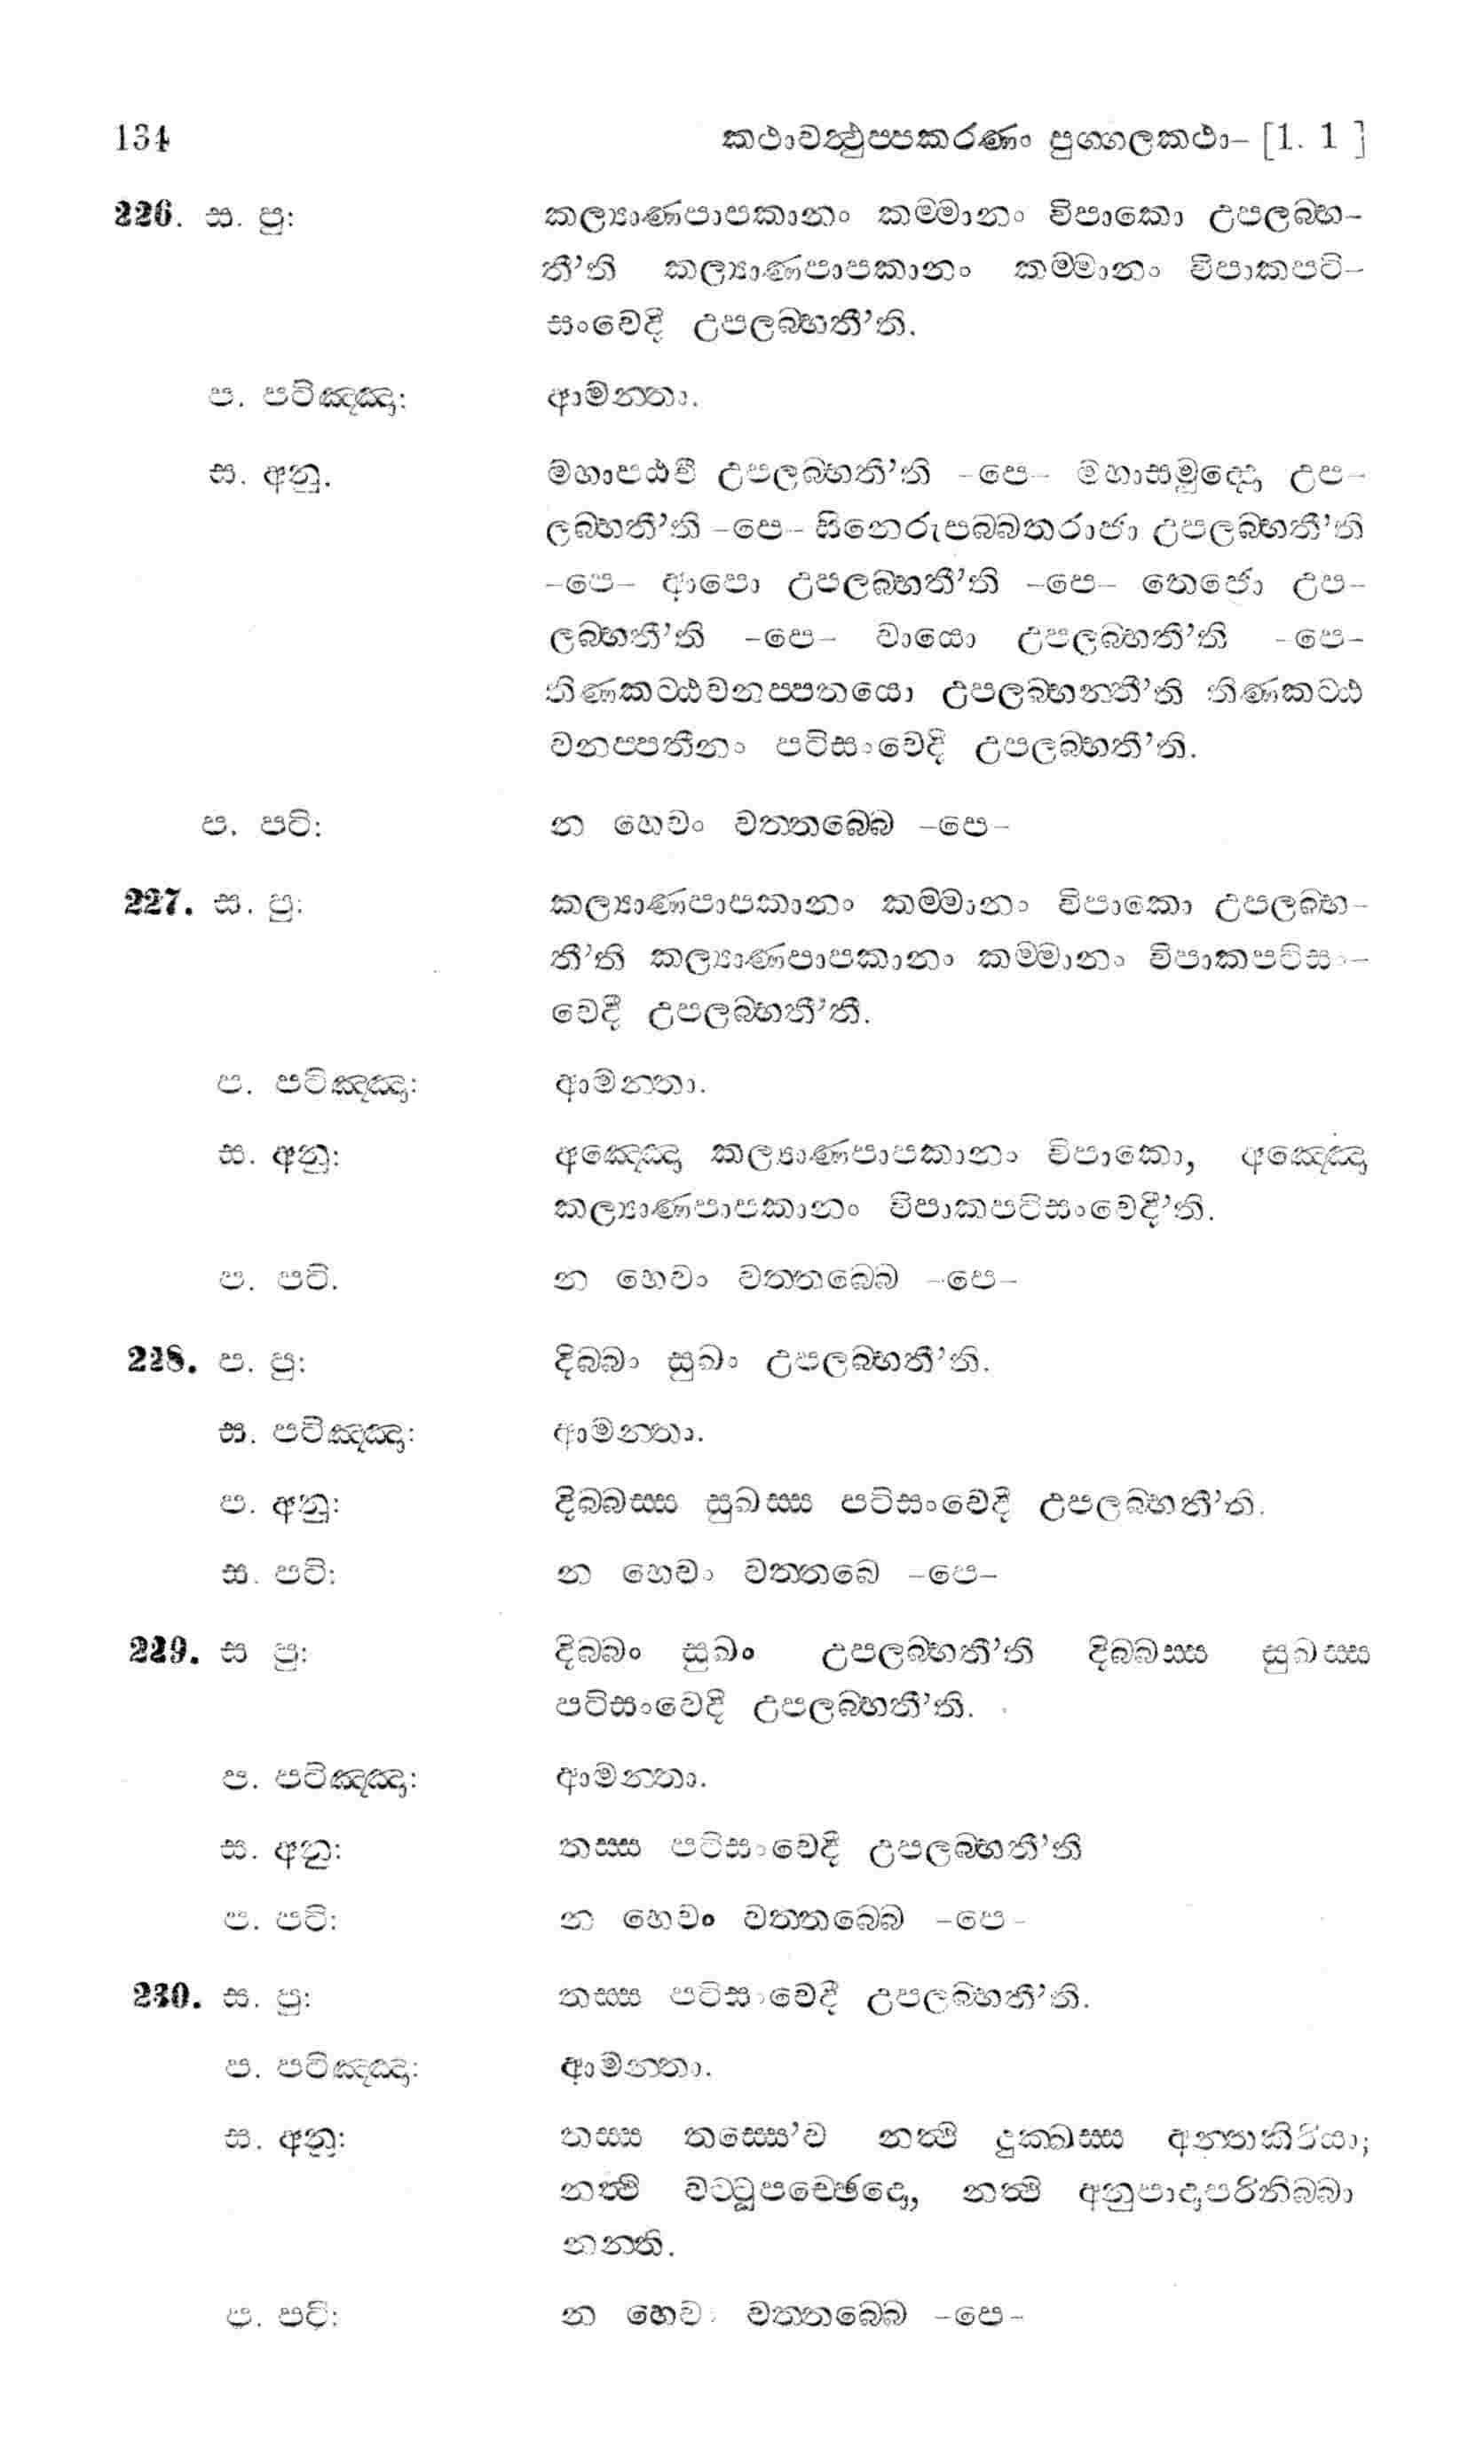 134 කථාවත්‍ථුප්පකරණං පුග්ගලකථා- [1. 1 ]
226. ස. පු: කල්‍යාණපාපකානං කම්මානං විපාකො උපලබ්භ-
තී’ති කල්‍යාණපාපකානං කම්මානං විපාකපටි-
සංවෙදී උපලබ්භතී’ති.
ප. පටිඤ්ඤා: ආමන්තා.
ස. අනු. මහාපඨවී උපලබ්භති’ති -පෙ- මහාසමුද්දො උප-
ලබ්භතී’ති -පෙ- සිනෙරුපබ්බතරාජා උපලබ්භතී’ති
-පෙ- ආපො උපලබ්භතී’ති -පෙ- තෙජො උප-
ලබ්භතී’ති -පෙ- වායො උපලබ්භතී’ති -පෙ-
තිණකට්ඨවනප්පතයො උපලබ්භන්තී’ති තිණකට්ඨ
වනප්පතීනං පටිසංවෙදි උපලබ්භතී’ති.
ප. පටි: න හෙවං වත්තබ්බෙ -පෙ-
227. ස. පු: කල්‍යාණපාපකානං කම්මානං විපාකො උපලබ්භ-
තී’ති කල්‍යාණපාපකානං කම්මානං විපාකපටිසං-
වෙදී උපලබ්භතී’තී.
ප. පටිඤ්ඤා: ආමන්තා.
ස. අනු: අඤ්ඤො කල්‍යාණපාපකානං විපාකො, අඤ්ඤො
කල්‍යාණපාපකානං විපාකපටිසංවෙදී’ති.
ප. පටි. න හෙවං වත්තබ්බෙ -පෙ-
228. ප. පු: දිබ්බං සුඛං උපලබ්භතී’ති.
ස. පටිඤ්ඤා: ආමන්තා.
ප. අනු: දිබ්බස්ස සුඛස්ස පටිසංවෙදී උපලබ්භතී’ති.
ස. පටි: න හෙවං වත්තබෙ -පෙ-
229. ස පු: දිබ්බං සුඛං උපලබ්භතී’ති දිබ්බස්ස සුඛස්ස
පටිසංවෙදී උපලබ්භතී’ති.
ප. පටිඤ්ඤා: ආමන්තා.
ස. අනු: තස්ස පටිසංවෙදී උපලබ්භතී’ති
ප. පටි: න හෙවං වත්තබ්බෙ -පෙ-
230. ස. පු: තස්ස පටිසංවෙදී උපලබ්භතී’ති.
ප. පටිඤ්ඤා: ආමන්තා.
ස. අනු: තස්ස තස්සෙ’ව නත්‍ථි දුක්ඛස්ස අන්තකිරියා;
නත්‍ථි වට්ටූපච්ඡෙදො, නත්‍ථි අනුපාදාපරිනිබ්බා
නන්ති.
ප. පටි: න හෙවං වත්තබ්බෙ -පෙ-